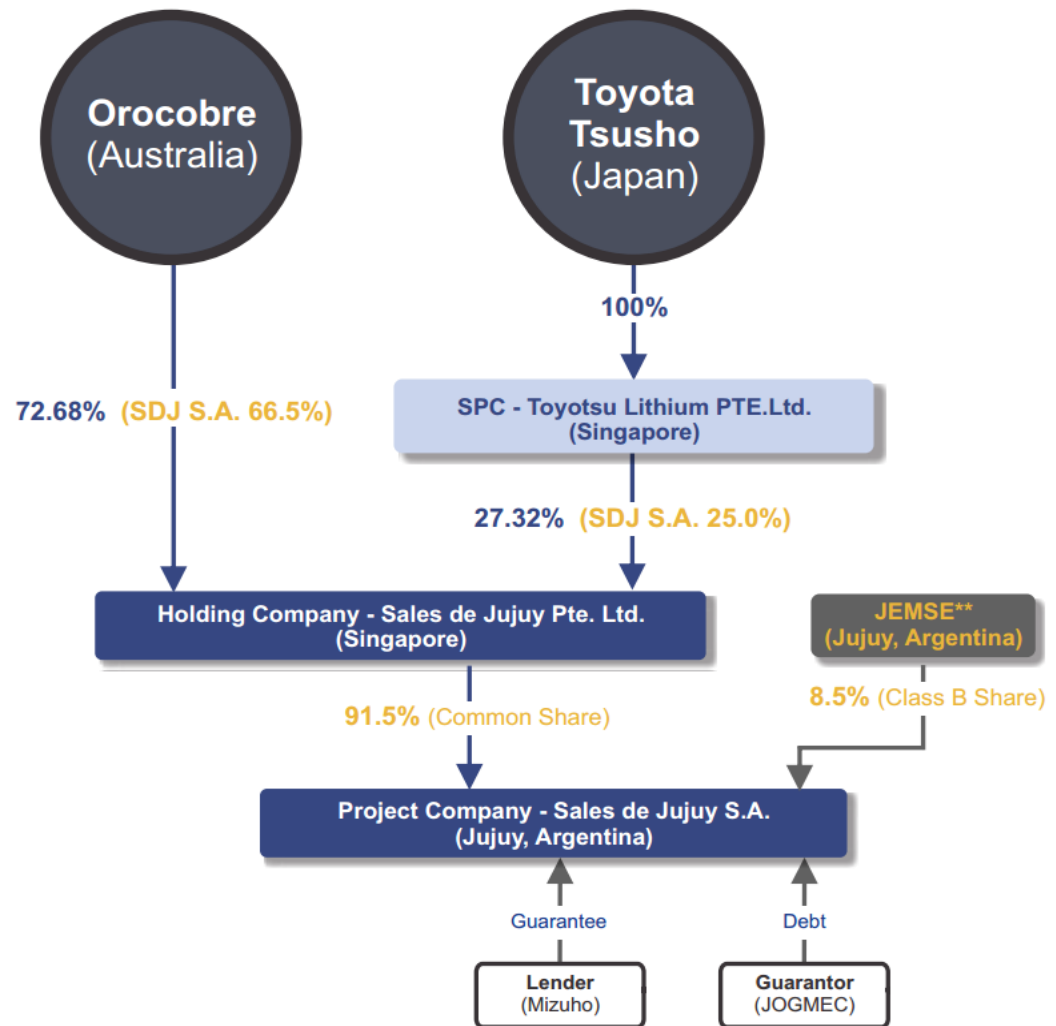 Orocobre
(Australia)
Toyota
Tsusho
(Japan)
100%
SPC - Toyotsu Lithium PTE.Ltd.
(Singapore)
72.68% (SDJ S.A. 66.5%)
27.32% (SDJ S.A. 25.0%)
Holding Company - Sales de Jujuy Pte. Ltd.
(Singapore)
JEMSE**
(Jujuy, Argentina)
91.5% (Common Share)
8.5% (Class B Share)
Project Company - Sales de Jujuy S.A.
(Jujuy, Argentina)
Guarantee
Debt
Lender
(Mizuho)
Guarantor
(JOGMEC)